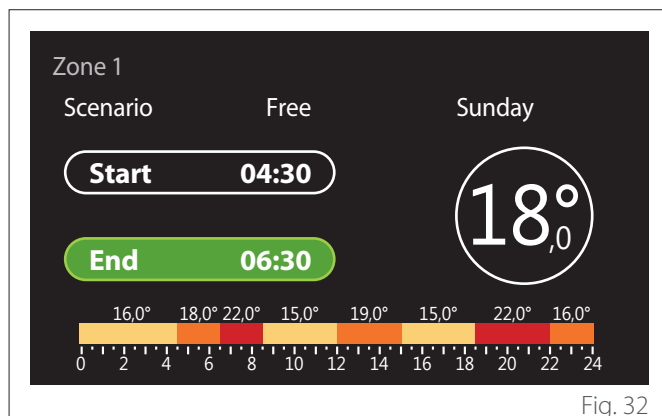 Zone 1
Scenario Free Sunday
Start 04:30
18°,0
End 06:30
16,0° 18,0° 22,0° 15,0° 19,0° 15,0° 22,0° 16,0°
0 2 4 6 8 10 12 14 16 18 20 22 24
Fig. 32